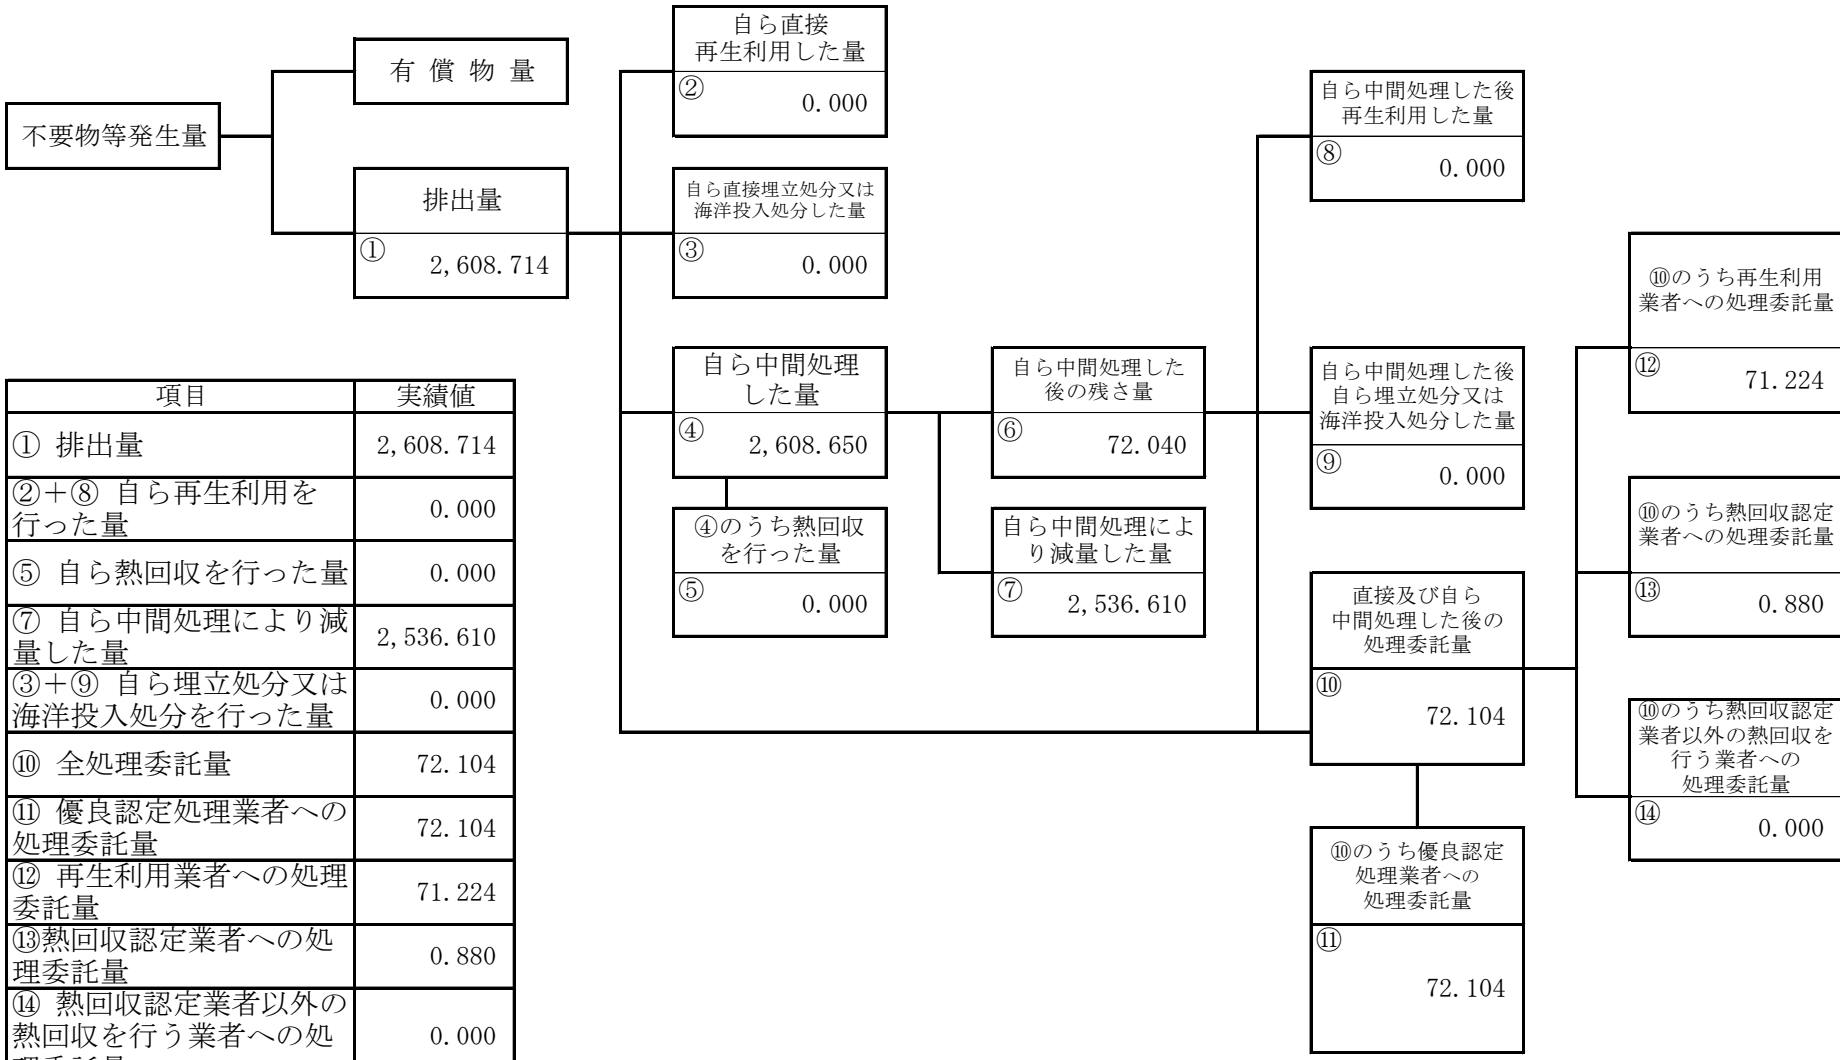 不要物等発生量
有 償 物 量
排出量
①
2,608.714
自ら直接
再生利用した量
②
0.000
自ら直接埋立処分又は
海洋投入処分した量
③
0.000
自ら中間処理
した量
④
2,608.650
④のうち熱回収
を行った量
⑤
0.000
自ら中間処理した
後の残さ量
⑥
72.040
自ら中間処理によ
り減量した量
⑦
2,536.610
自ら中間処理した後
再生利用した量
⑧
0.000
自ら中間処理した後
自ら埋立処分又は
海洋投入処分した量
⑨
0.000
直接及び自ら
中間処理した後の
処理委託量
⑩
72.104
⑩のうち優良認定
処理業者への
処理委託量
⑪
72.104
⑩のうち再生利用
業者への処理委託量
⑫
71.224
⑩のうち熱回収認定
業者への処理委託量
⑬
0.880
⑩のうち熱回収認定
業者以外の熱回収を
行う業者への
処理委託量
⑭
0.000
項目 実績値
① 排出量 2,608.714
②＋⑧ 自ら再生利用を
行った量 0.000
⑤ 自ら熱回収を行った量 0.000
⑦ 自ら中間処理により減
量した量 2,536.610
③＋⑨ 自ら埋立処分又は
海洋投入処分を行った量 0.000
⑩ 全処理委託量 72.104
⑪ 優良認定処理業者への
処理委託量 72.104
⑫ 再生利用業者への処理
委託量 71.224
⑬熱回収認定業者への処
理委託量 0.880
⑭ 熱回収認定業者以外の
熱回収を行う業者への処 0.000